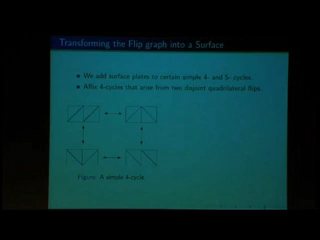 Transforming the Flip graph into a Surface
We add surface plates to certain simple 4- and 5- cycles.
Affix 4-cycles that arise from two disjoint quadrilateral flips.
Figure: A simple 4-cycle.